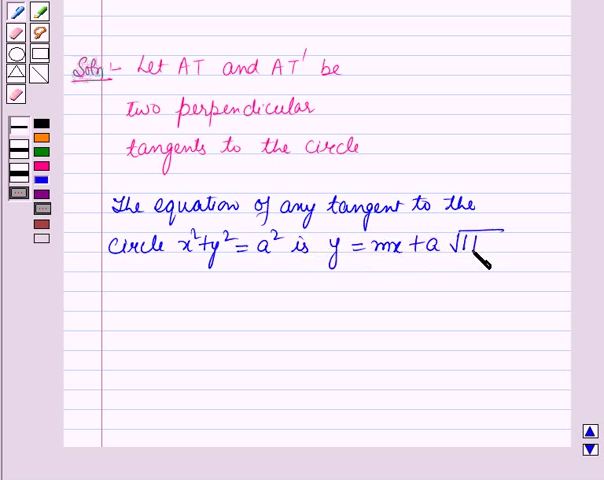 Soln :- Let AT and AT' be
two perpendicular
tangents to the circle
The equation of any tangent to the
circle x²+y² = a² is y = mx + a √11